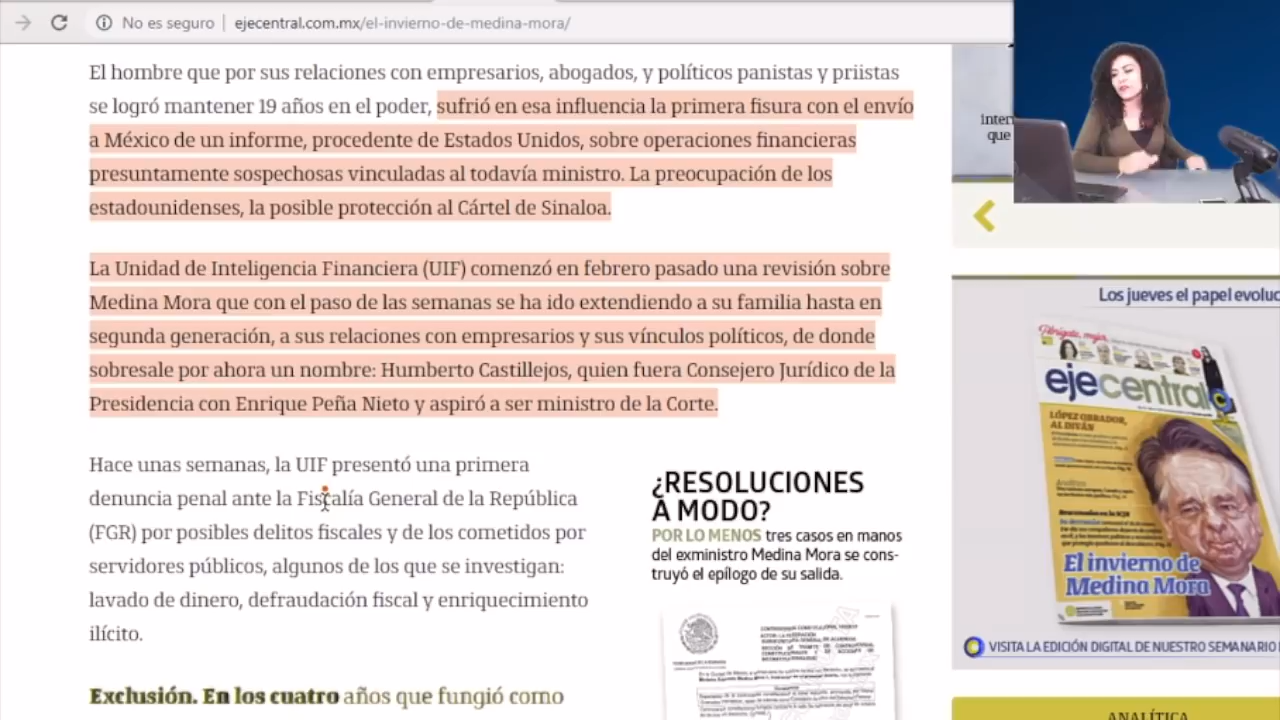 No es seguro
ejecentral.com.mx/el-invierno-de-medina-mora/
El hombre que por sus relaciones con empresarios, abogados, y políticos panistas y priistas
se logró mantener 19 años en el poder, sufrió en esa influencia la primera fisura con el envío
a México de un informe, procedente de Estados Unidos, sobre operaciones financieras
presuntamente sospechosas vinculadas al todavía ministro. La preocupación de los
estadounidenses, la posible protección al Cártel de Sinaloa.
La Unidad de Inteligencia Financiera (UIF) comenzó en febrero pasado una revisión sobre
Medina Mora que con el paso de las semanas se ha ido extendiendo a su familia hasta en
segunda generación, a sus relaciones con empresarios y sus vínculos políticos, de donde
sobresale por ahora un nombre: Humberto Castillejos, quien fuera Consejero Jurídico de la
Presidencia con Enrique Peña Nieto y aspiró a ser ministro de la Corte.
Hace unas semanas, la UIF presentó una primera
denuncia penal ante la Fiscalía General de la República
(FGR) por posibles delitos fiscales y de los cometidos por
servidores públicos, algunos de los que se investigan:
lavado de dinero, defraudación fiscal y enriquecimiento
ilícito.
Exclusión. En los cuatro años que fungió como
¿RESOLUCIONES
A MODO?
POR LO MENOS tres casos en manos
del exministro Medina Mora se cons-
truyó el epílogo de su salida.
inter
que
Los jueves el papel evoluc
ejecentral
LÓPEZ OBRADOR,
AL DIVÁN
El invierno de
Medina Mora
VISITA LA EDICIÓN DIGITAL DE NUESTRO SEMANARIO
ANALÍTICA